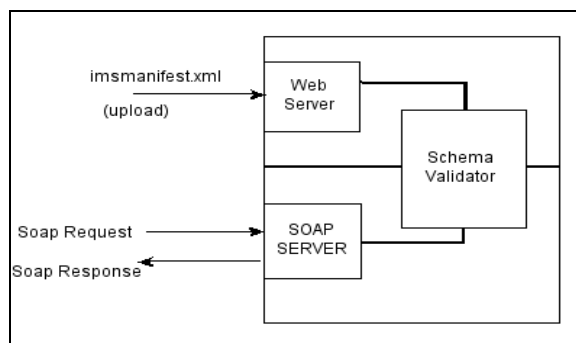 imsmanifest.xml
(upload)
Web
Server
Schema
Validator
Soap Request
SOAP
SERVER
Soap Response